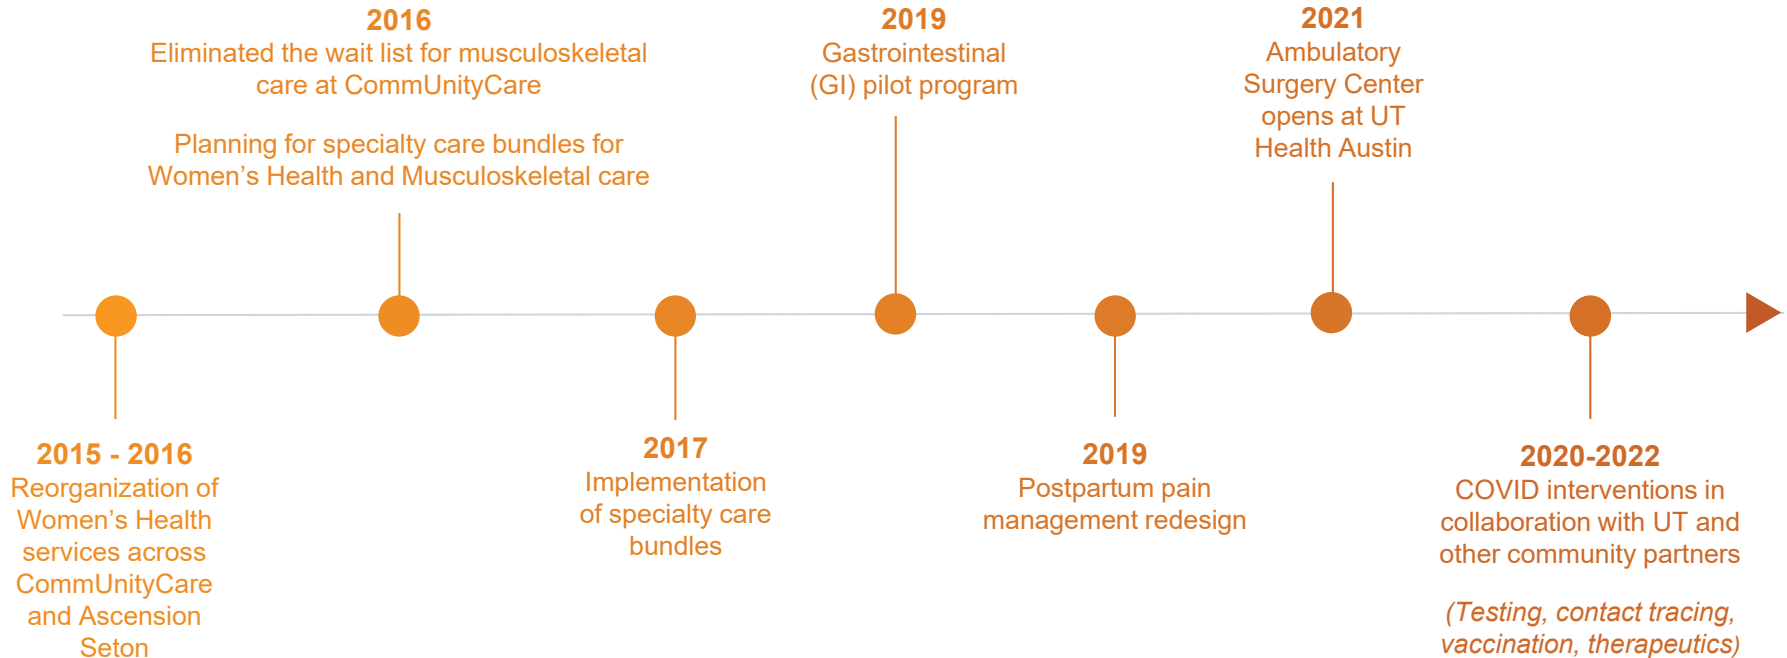 2016
Eliminated the wait list for musculoskeletal
care at CommUnityCare
Planning for specialty care bundles for
Women’s Health and Musculoskeletal care
2019
Gastrointestinal
(GI) pilot program
2021
Ambulatory
Surgery Center
opens at UT
Health Austin
2015 - 2016
Reorganization of
Women’s Health
services across
CommUnityCare
and Ascension
Seton
2017
Implementation
of specialty care
bundles
2019
Postpartum pain
management redesign
2020-2022
COVID interventions in
collaboration with UT and
other community partners
(Testing, contact tracing,
vaccination, therapeutics)